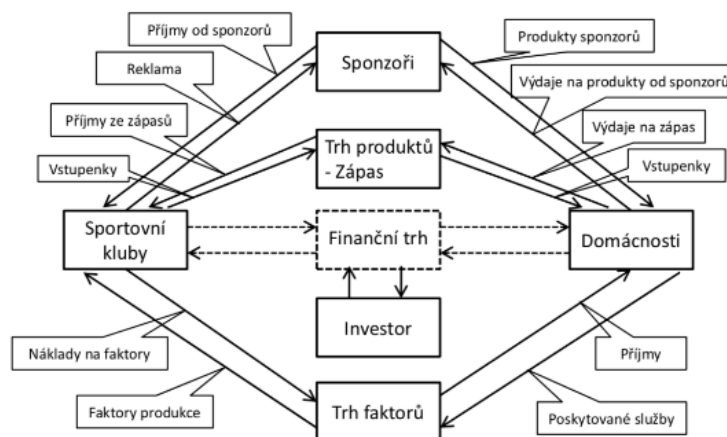 Příjmy od sponzorů
Reklama
Sponzoři
Produkty sponzorů
Výdaje na produkty od sponzorů
Příjmy ze zápasů
Vstupenky
Trh produktů
- Zápas
Výdaje na zápas
Vstupenky
Sportovní
kluby
Finanční trh
Domácnosti
Investor
Náklady na faktory
Faktory produkce
Trh faktorů
Příjmy
Poskytované služby